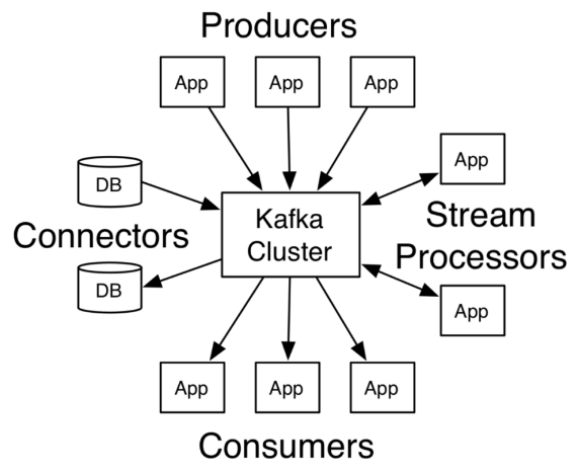 Producers
App
App
App
DB
App
Kafka
Cluster
Stream
Processors
Connectors
DB
App
App
App
App
Consumers